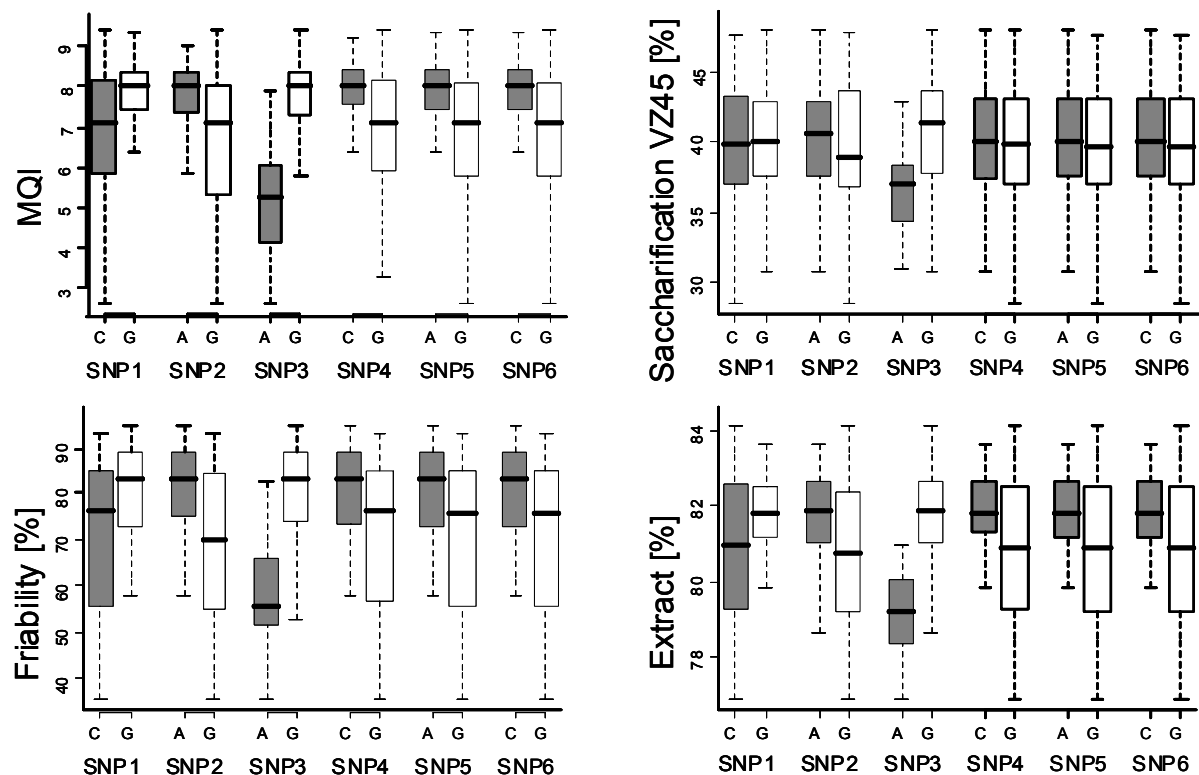 MQI
9
8
7
6
5
4
3
C G A G A G C G A G C G
SNP1 SNP2 SNP3 SNP4 SNP5 SNP6
Saccharification VZ45 [%]
45
40
35
30
C G A G A G C G A G C G
SNP1 SNP2 SNP3 SNP4 SNP5 SNP6
Friability [%]
90
80
70
60
50
40
C G A G A G C G A G C G
SNP1 SNP2 SNP3 SNP4 SNP5 SNP6
Extract [%]
84
82
80
78
C G A G A G C G A G C G
SNP1 SNP2 SNP3 SNP4 SNP5 SNP6